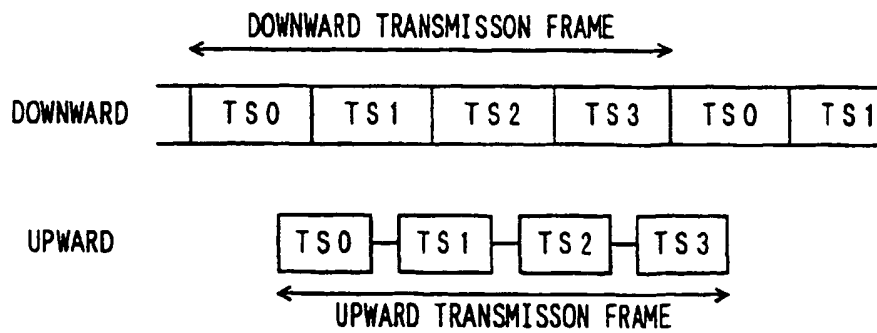 DOWNWARD TRANSMISSON FRAME
DOWNWARD TS0 TS1 TS2 TS3 TS0 TS1
UPWARD TS0 TS1 TS2 TS3
UPWARD TRANSMISSON FRAME